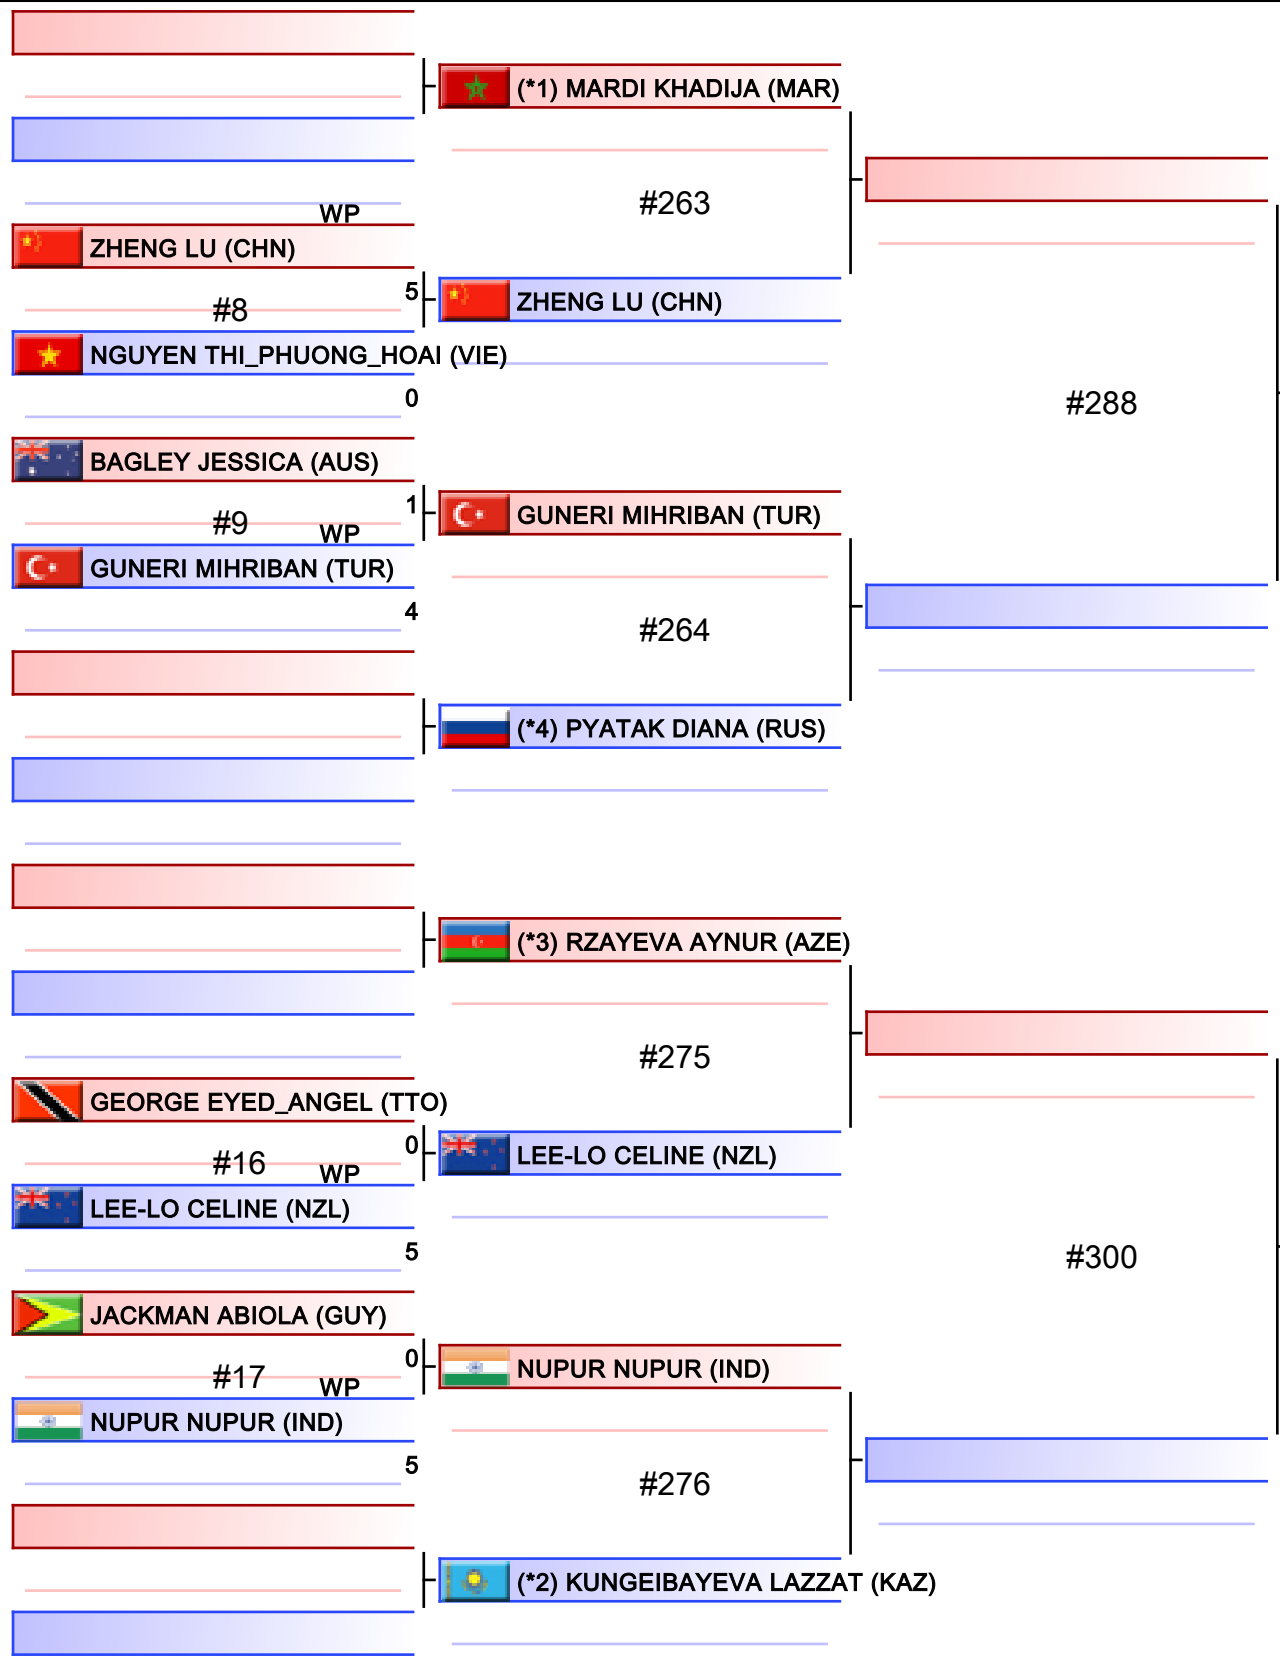 (*1) MARDI KHADIJA (MAR)
#263
WP
ZHENG LU (CHN)
5
ZHENG LU (CHN)
#8
NGUYEN THI_PHUONG_HOAI (VIE)
0
#288
BAGLEY JESSICA (AUS)
1
GUNERI MIHRIBAN (TUR)
#9
WP
GUNERI MIHRIBAN (TUR)
4
#264
(*4) PYATAK DIANA (RUS)
(*3) RZAYEVA AYNUR (AZE)
#275
GEORGE EYED_ANGEL (TTO)
0
LEE-LO CELINE (NZL)
#16
WP
LEE-LO CELINE (NZL)
5
#300
JACKMAN ABIOLA (GUY)
0
NUPUR NUPUR (IND)
#17
WP
NUPUR NUPUR (IND)
5
#276
(*2) KUNGEIBAYEVA LAZZAT (KAZ)